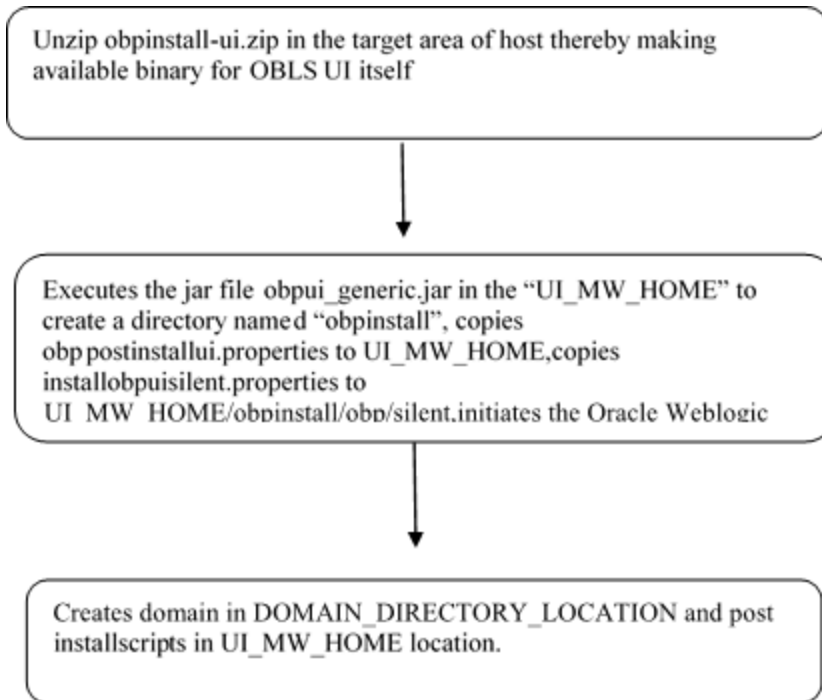 Unzip obpinstall-ui.zip in the target area of host thereby making
available binary for OBLS UI itself
Executes the jar file obpui_generic.jar in the “UI_MW_HOME” to
create a directory named “obpinstall”, copies
obppostinstallui.properties to UI_MW_HOME,copies
installobpuisilent.properties to
UI_MW_HOME/obpinstall/obp/silent.initiates the Oracle Weblogic
Creates domain in DOMAIN_DIRECTORY_LOCATION and post
installscripts in UI_MW_HOME location.